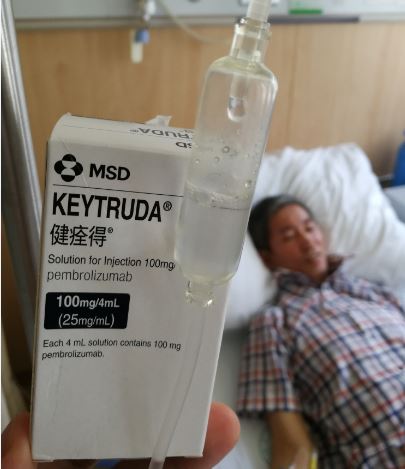 TRUDA®
MSD
KEYTRUDA®
健痊得®
Solution for Injection 100mg/
pembrolizumab
100mg/4mL
(25mg/mL)
Each 4 mL solution contains 100 mg
pembrolizumab.